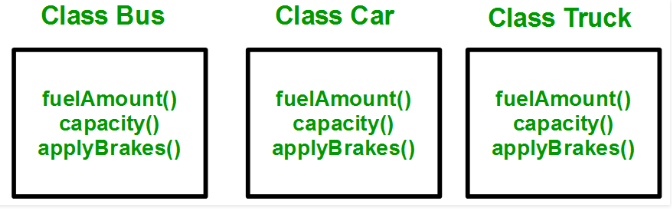 Class Bus
fuelAmount()
capacity()
applyBrakes()
Class Car
fuelAmount()
capacity()
applyBrakes()
Class Truck
fuelAmount()
capacity()
applyBrakes()